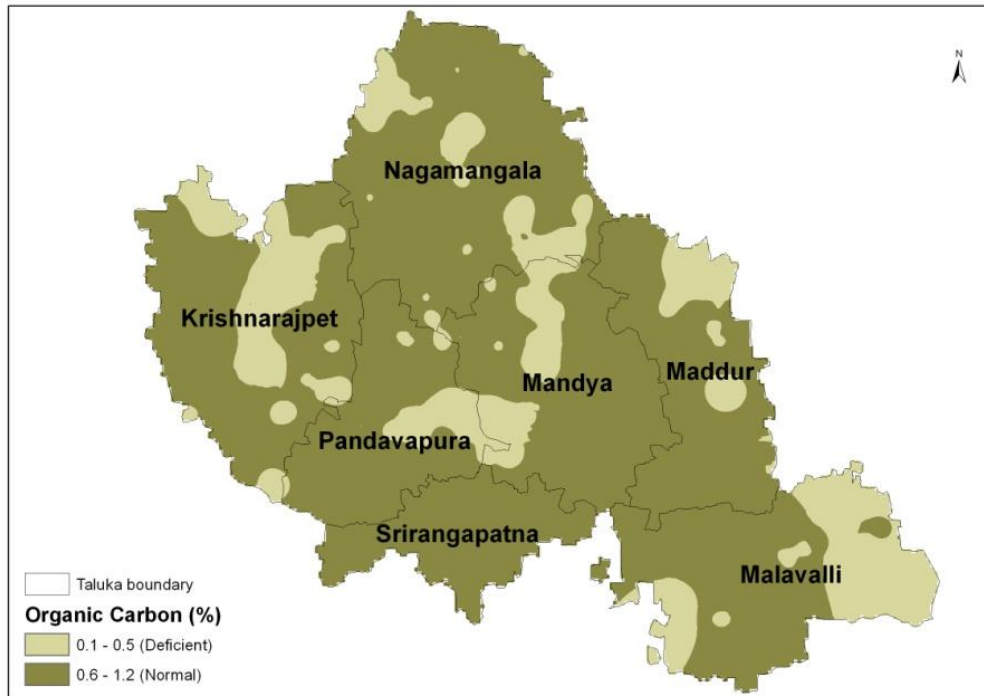 N
Nagamangala
Krishnarajpet
Mandya
Maddur
Pandavapura
Srirangapatna
Malavalli
Taluka boundary
Organic Carbon (%)
0.1 - 0.5 (Deficient)
0.6 - 1.2 (Normal)